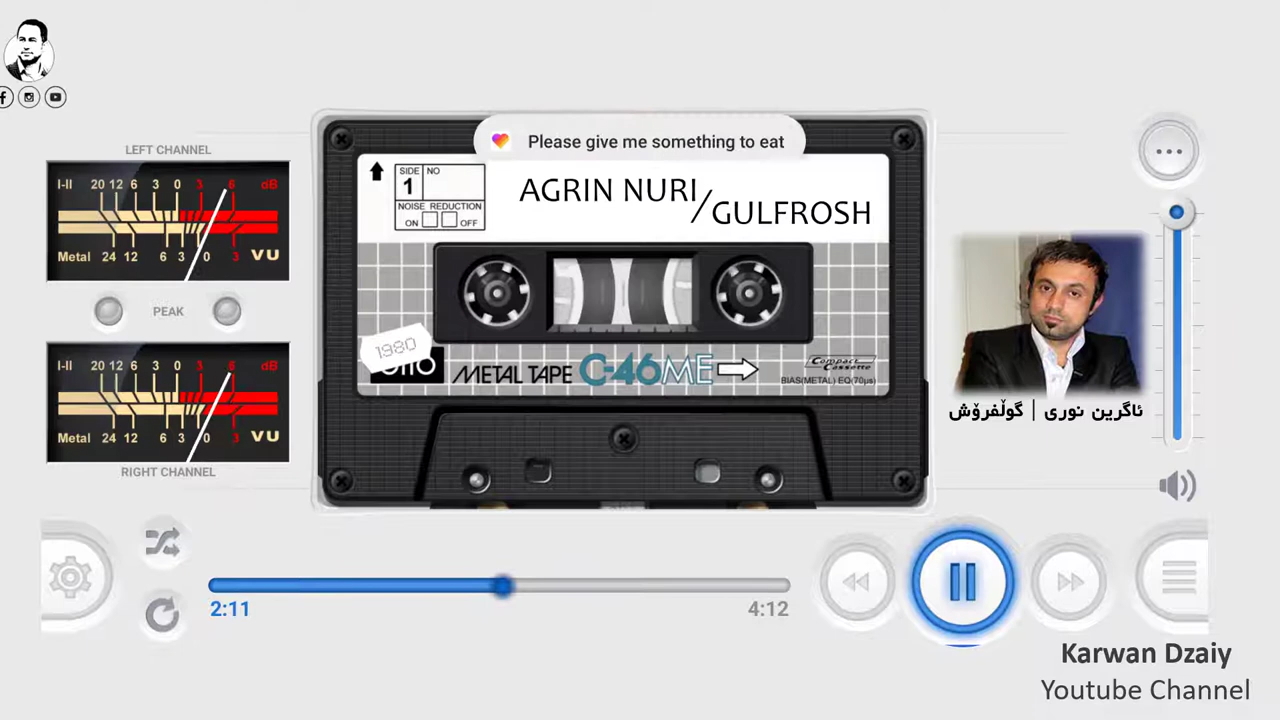 Please give me something to eat
LEFT CHANNEL
I-II 20 12 6 3 0 3 6 dB
Metal 24 12 6 3 0 3 VU
PEAK
I-II 20 12 6 3 0 3 6 dB
Metal 24 12 6 3 0 3 VU
RIGHT CHANNEL
SIDE NO
1
NOISE REDUCTION
ON OFF
AGRIN NURI/
GULFROSH
1980
METAL TAPE C-46ME
Compact
Cassette
BIAS(METAL) EQ(70µs)
ئاگرین نوری | گوڵفرۆش
2:11
4:12
Karwan Dzaiy
Youtube Channel